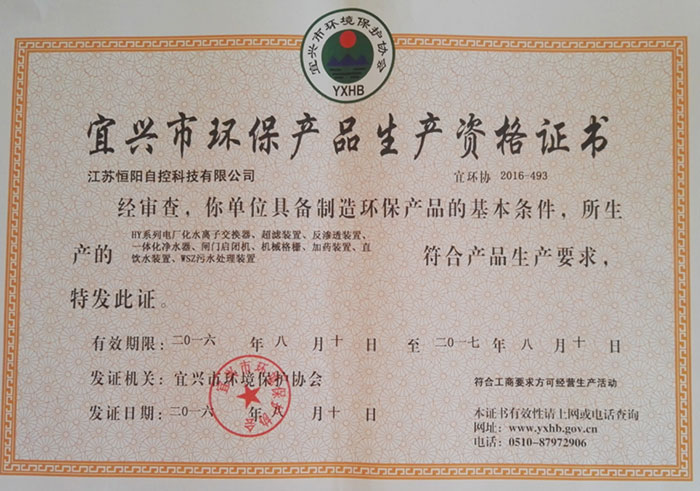 宜兴市环境保护协会
YXHB
宜兴市环保产品生产资格证书
江苏恒阳自控科技有限公司
宜环协 2016-493
经审查，你单位具备制造环保产品的基本条件，所生
产的
HY系列电厂化水离子交换器、超滤装置、反渗透装置、
一体化净水器、闸门启闭机、机械格栅、加药装置、直
饮水装置、WSZ污水处理装置
符合产品生产要求，
特发此证。
有效期限：二○一六 年 八 月 十 日 至 二○一七 年 八 月 十 日
发证机关：宜兴市环境保护协会
宜兴市环境保护协会
符合工商要求方可经营生产活动
发证日期：二○一六 年 八 月 十 日
本证书有效性请上网或电话查询
网址：www.yxhb.gov.cn
电话：0510-87972906